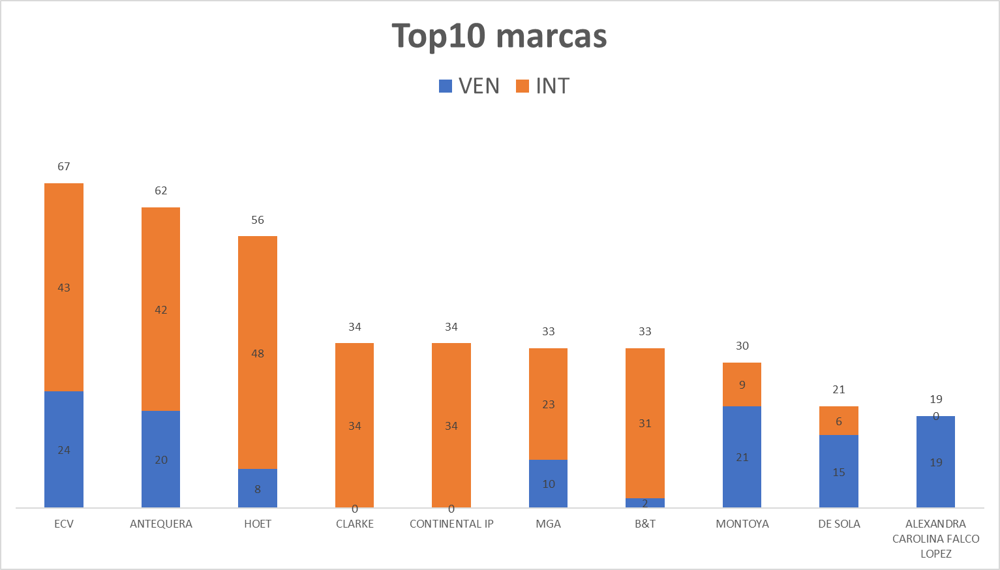 Top10 marcas
VEN INT
67
62
56
34
34
33
33
30
21
19
43
42
48
34
34
23
31
9
6
0
24
20
8
0
0
10
2
21
15
19
ECV
ANTEQUERA
HOET
CLARKE
CONTINENTAL IP
MGA
B&T
MONTOYA
DE SOLA
ALEXANDRA
CAROLINA FALCO
LOPEZ